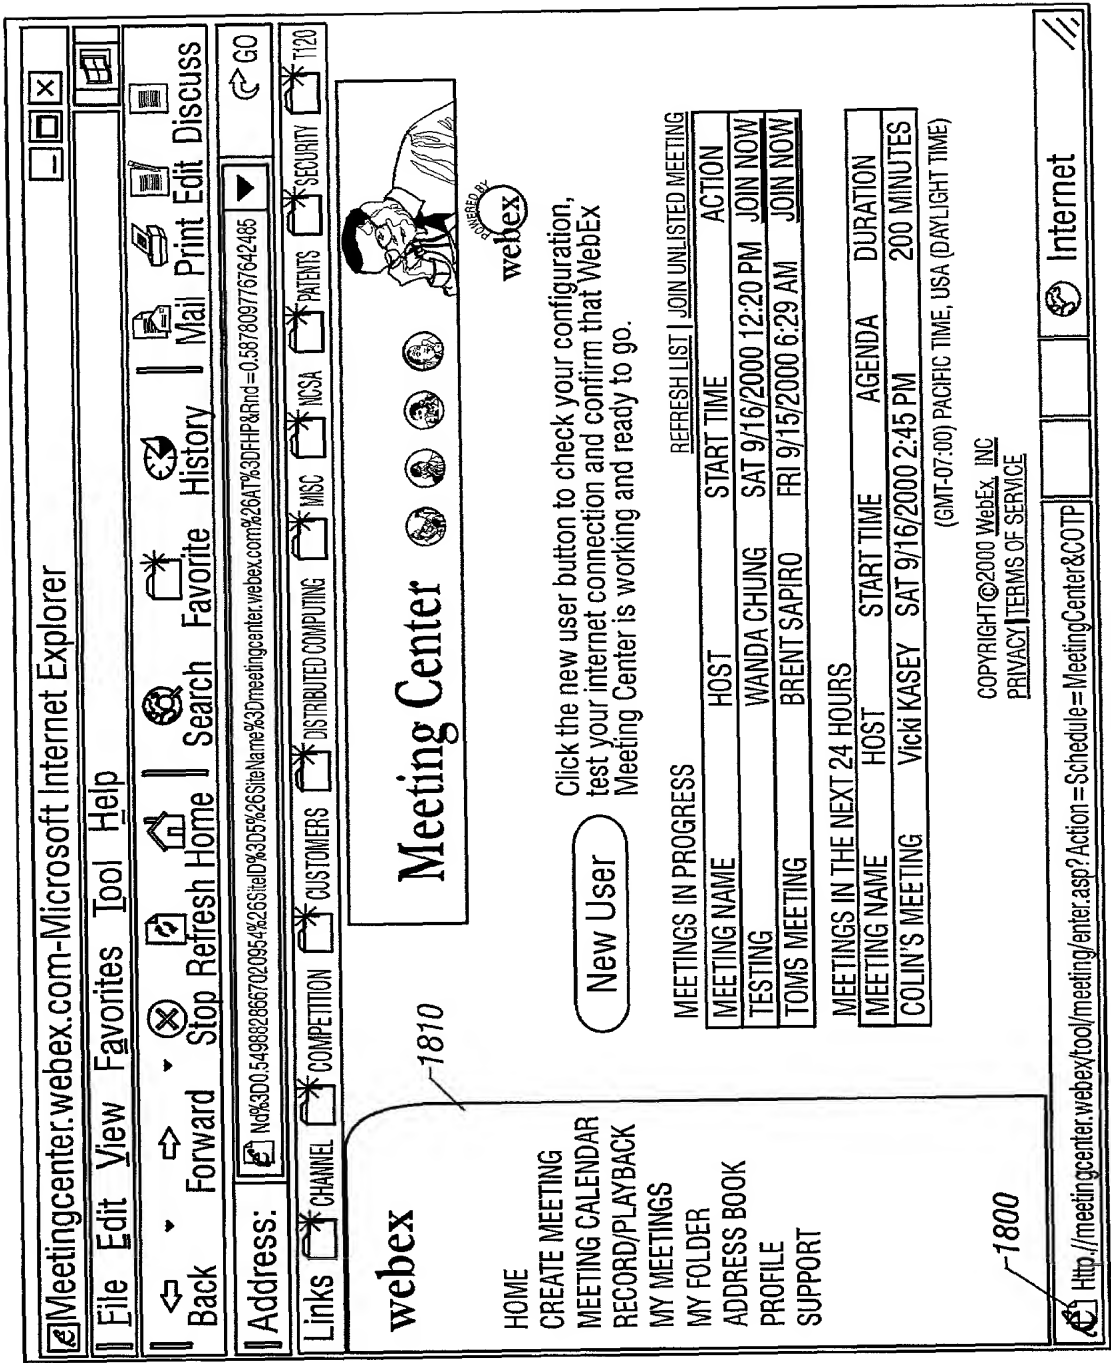 Meetingcenter.webex.com-Microsoft Internet Explorer
File Edit View Favorites Tool Help
Back Forward Stop Refresh Home Search Favorite History Mail Print Edit Discuss
Address: Nd%3D0.5498828667020954%26SiteID%3D5%26SiteName%3Dmeetingcenter.webex.com%26AT%3DFHP&Rnd=0.5878097767642485 GO
Links CHANNEL COMPETITION CUSTOMERS DISTRIBUTED COMPUTING MISC NCSA PATENTS SECURITY T120
webex
HOME
CREATE MEETING
MEETING CALENDAR
RECORD/PLAYBACK
MY MEETINGS
MY FOLDER
ADDRESS BOOK
PROFILE
SUPPORT
1810
Meeting Center
POWERED BY
webex
New User
Click the new user button to check your configuration,
test your internet connection and confirm that WebEx
Meeting Center is working and ready to go.
REFRESH LIST | JOIN UNLISTED MEETING
MEETINGS IN PROGRESS
MEETING NAME HOST START TIME ACTION
TESTING WANDA CHUNG SAT 9/16/2000 12:20 PM JOIN NOW
TOMS MEETING BRENT SAPIRO FRI 9/15/2000 6:29 AM JOIN NOW
MEETINGS IN THE NEXT 24 HOURS
MEETING NAME HOST START TIME AGENDA DURATION
COLIN'S MEETING Vicki KASEY SAT 9/16/2000 2:45 PM 200 MINUTES
(GMT-07:00) PACIFIC TIME, USA (DAYLIGHT TIME)
COPYRIGHT©2000 WebEx, INC
PRIVACY | TERMS OF SERVICE
1800
Http://meetingcenter.webex/tool/meeting/enter.asp?Action=Schedule=MeetingCenter&COTP Internet